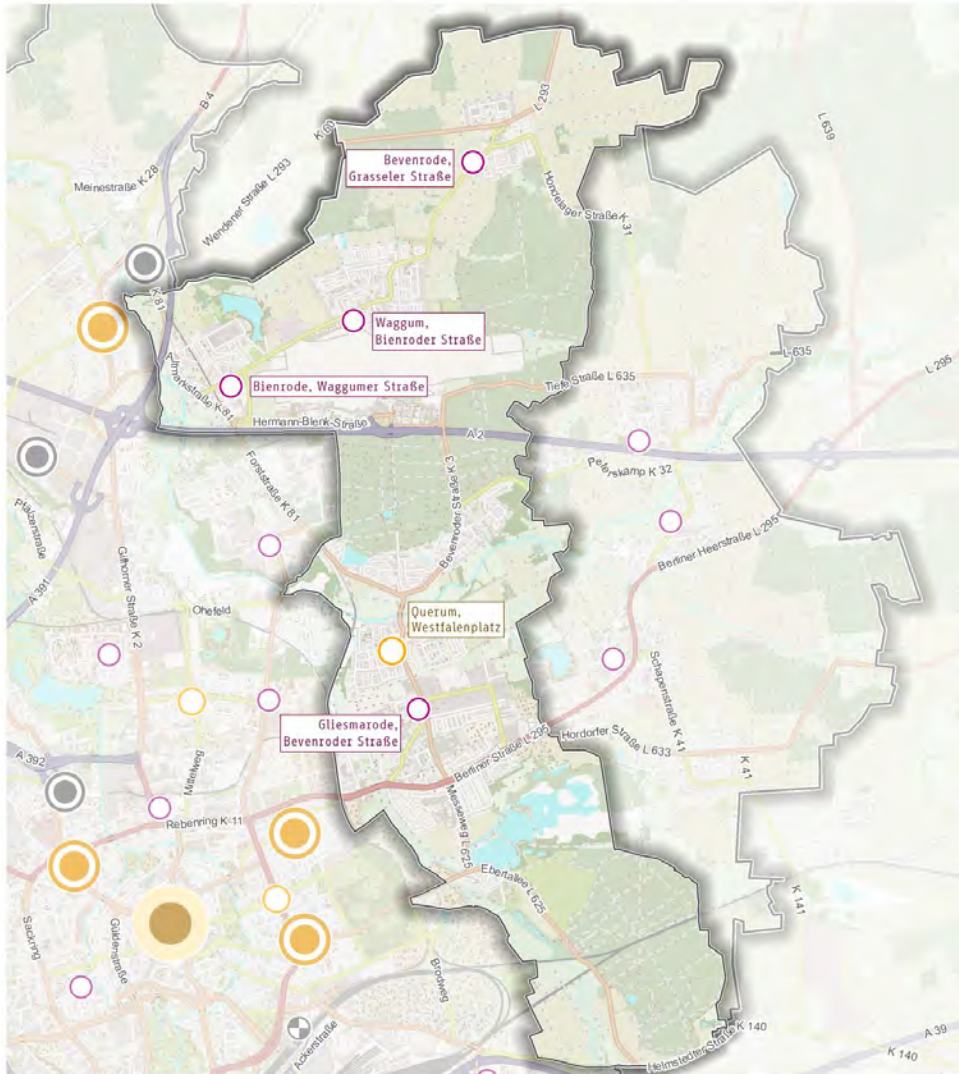 B 4
L 293
K 60
L 639
Meinestraße K 28
Wendener Straße L 293
Bevenrode,
Grasseler Straße
Hondelager Straße K 31
K 81
Waggum,
Bienroder Straße
L 635
L 295
Altmarkstraße K 81
Bienrode, Waggumer Straße
Tiefe Straße L 635
Hermann-Blenk-Straße
A 2
Forststraße K 81
Bevenroder Straße K 3
Peterskamp K 32
Pfälzerstraße
A 391
Gifhorner Straße K 2
Berliner Heerstraße L 295
Ohefeld
Querum,
Westfalenplatz
Schapenstraße K 41
Gliesmarode,
Bevenroder Straße
A 392
Mittelweg
Berliner Straße L 295
Hordorfer Straße L 633
K 41
Rebenring K 11
Messeweg L 625
Ebertallee L 625
K 141
Sackring
Güldenstraße
Brodweg
Ackerstraße
Helmstedter Straße
K 140
A 39
K 140